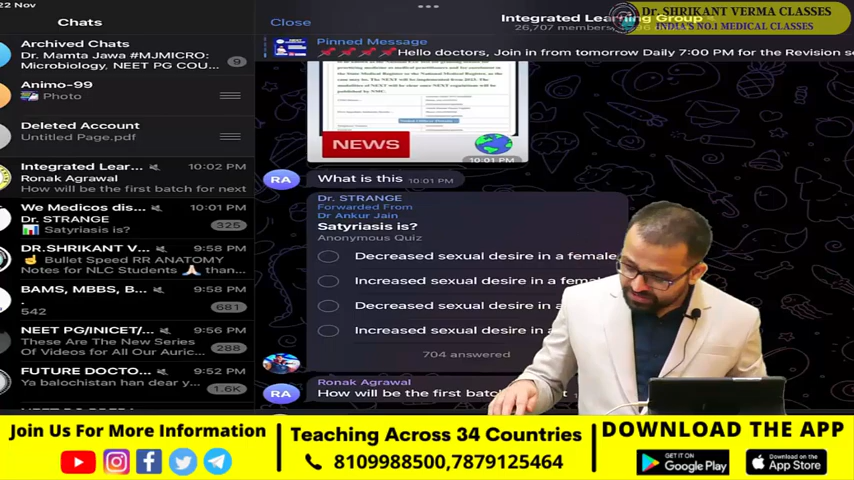 22 Nov
Chats
Archived Chats
Dr. Mamta Jawa #MJMICRO:
Microbiology, NEET PG COU...
9
Animo-99
Photo
Deleted Account
Untitled Page.pdf
Integrated Lear...
10:02 PM
Ronak Agrawal
How will be the first batch for next
We Medicos dis...
10:01 PM
Dr. STRANGE
Satyriasis is?
325
DR.SHRIKANT V...
9:58 PM
☝ Bullet Speed RR ANATOMY
Notes for NLC Students 🙏🏻 than...
BAMS, MBBS, B...
9:58 PM
.
542
681
NEET PG/INICET/...
9:56 PM
These Are The New Series
Of Videos for All Our Auric...
288
FUTURE DOCTO...
9:52 PM
Ya balochistan han dear y...
1.6K
Close
Integrated Learning Group
26,707 members,
Dr. SHRIKANT VERMA CLASSES
INDIA'S NO.1 MEDICAL CLASSES
Pinned Message
📌📌📌📌Hello doctors, Join in from tomorrow Daily 7:00 PM for the Revision se
NEWS
10:01 PM
RA
What is this 10:01 PM
Dr. STRANGE
Forwarded From
Dr Ankur Jain
Satyriasis is?
Anonymous Quiz
Decreased sexual desire in a female
Increased sexual desire in a fema
Decreased sexual desire in a
Increased sexual desire in a
704 answered
RA
Ronak Agrawal
How will be the first batc
Join Us For More Information
Teaching Across 34 Countries
8109988500,7879125464
DOWNLOAD THE APP
GET IT ON
Google Play
Download on the
App Store